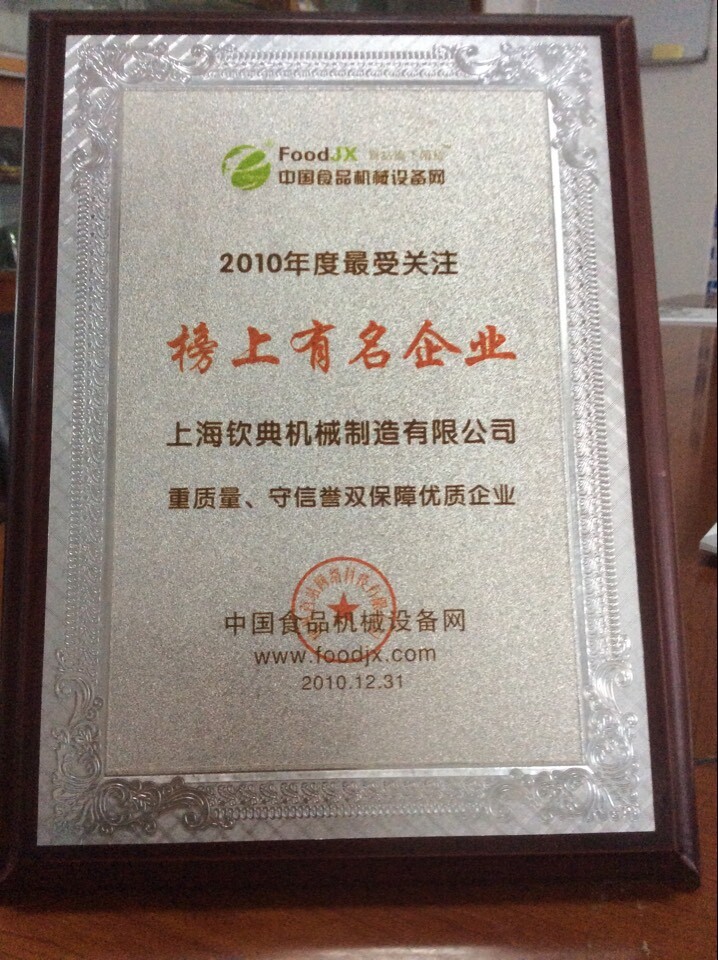 FoodJX
中国食品机械设备网
2010年度最受关注
榜上有名企业
上海钦典机械制造有限公司
重质量、守信誉双保障优质企业
中国食品机械设备网
www.foodjx.com
2010.12.31